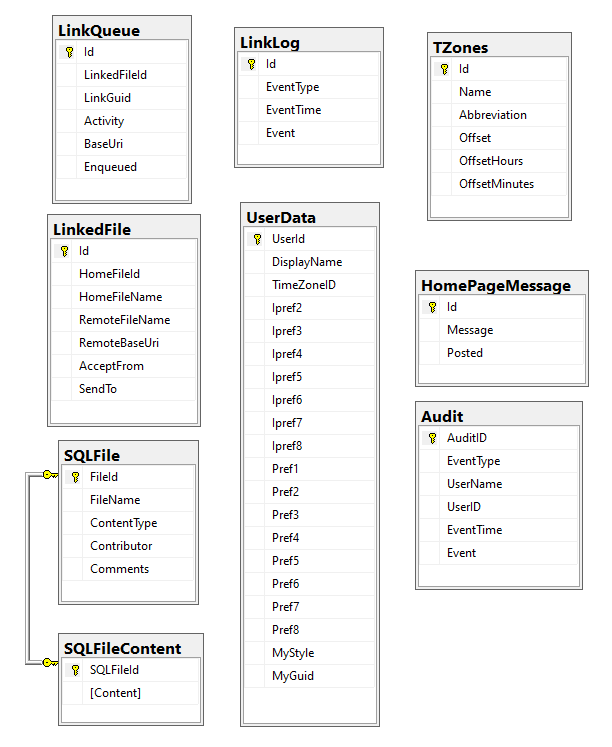 LinkQueue
Id
LinkedFileId
LinkGuid
Activity
BaseUri
Enqueued
LinkLog
Id
EventType
EventTime
Event
TZones
Id
Name
Abbreviation
Offset
OffsetHours
OffsetMinutes
LinkedFile
Id
HomeFileId
HomeFileName
RemoteFileName
RemoteBaseUri
AcceptFrom
SendTo
UserData
UserId
DisplayName
TimeZoneID
Ipref2
Ipref3
Ipref4
Ipref5
Ipref6
Ipref7
Ipref8
Pref1
Pref2
Pref3
Pref4
Pref5
Pref6
Pref7
Pref8
MyStyle
MyGuid
HomePageMessage
Id
Message
Posted
Audit
AuditID
EventType
UserName
UserID
EventTime
Event
SQLFile
FileId
FileName
ContentType
Contributor
Comments
SQLFileContent
SQLFileId
[Content]